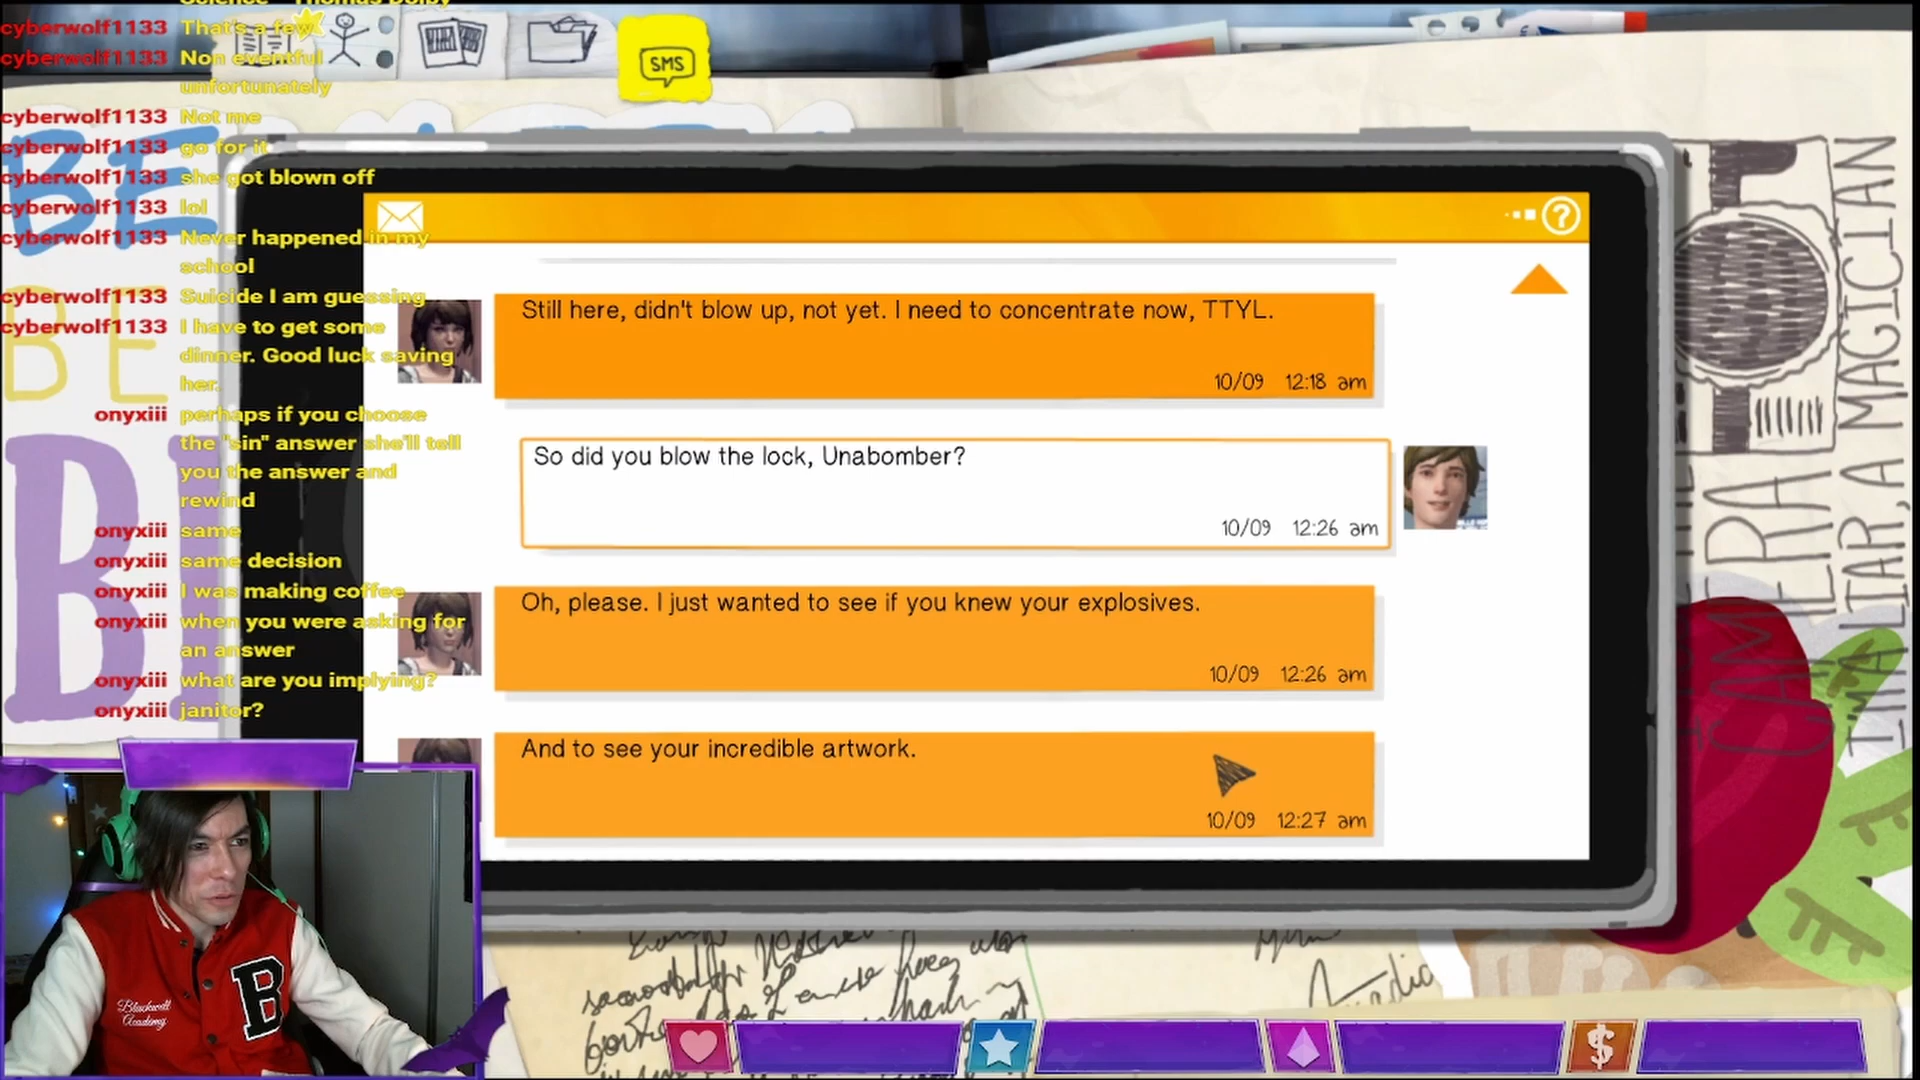 Science - Thomas Dolby
cyberwolf1133 That's a few
cyberwolf1133 Non eventful
unfortunately
cyberwolf1133 Not me
cyberwolf1133 go for it
cyberwolf1133 she got blown off
cyberwolf1133 lol
cyberwolf1133 Never happened in my
school
cyberwolf1133 Suicide I am guessing
cyberwolf1133 I have to get some
dinner. Good luck saving
her.
onyxiii perhaps if you choose
the "sin" answer she'll tell
you the answer and
rewind
onyxiii same
onyxiii same decision
onyxiii I was making coffee
onyxiii when you were asking for
an answer
onyxiii what are you implying?
onyxiii janitor?
SMS
?
Still here, didn't blow up, not yet. I need to concentrate now, TTYL.
10/09 12:18 am
So did you blow the lock, Unabomber?
10/09 12:26 am
Oh, please. I just wanted to see if you knew your explosives.
10/09 12:26 am
And to see your incredible artwork.
10/09 12:27 am
BE
BE
CAMERA
I'M A LIAR, A MAGICIAN
Blackwell
Academy
B
$